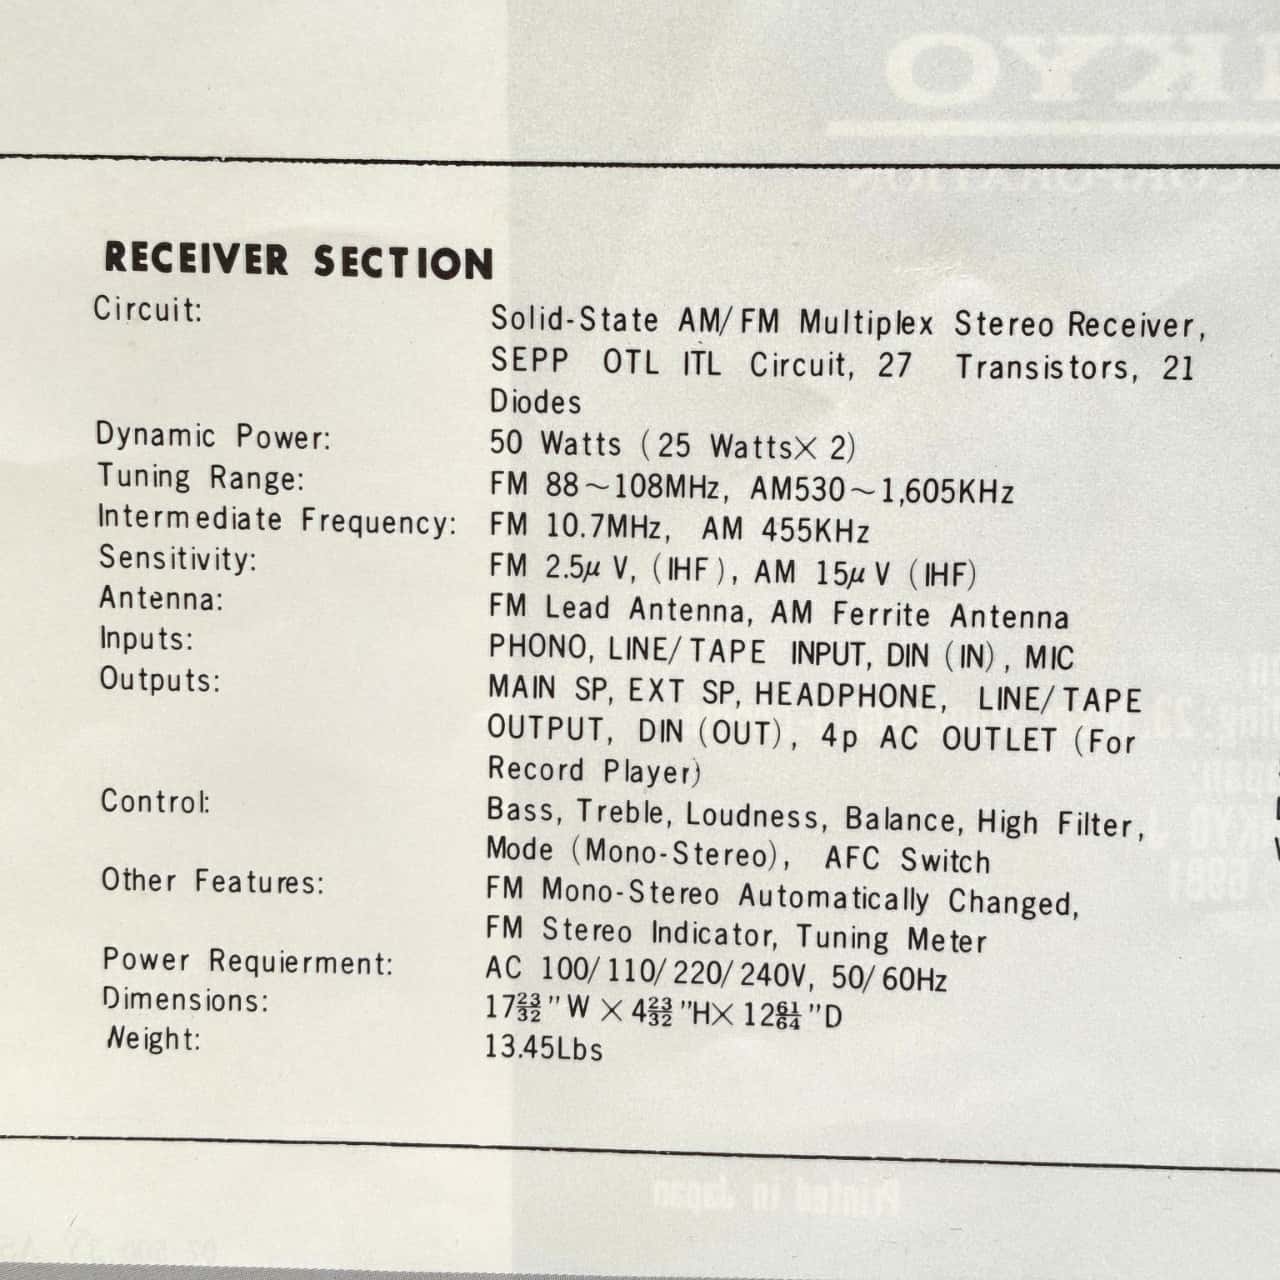 RECEIVER SECTION
Circuit: Solid-State AM/FM Multiplex Stereo Receiver,
SEPP OTL ITL Circuit, 27 Transistors, 21
Diodes
Dynamic Power: 50 Watts (25 Watts× 2)
Tuning Range: FM 88~108MHz, AM530~1,605KHz
Intermediate Frequency: FM 10.7MHz, AM 455KHz
Sensitivity: FM 2.5μV, (IHF), AM 15μV (IHF)
Antenna: FM Lead Antenna, AM Ferrite Antenna
Inputs: PHONO, LINE/TAPE INPUT, DIN (IN), MIC
Outputs: MAIN SP, EXT SP, HEADPHONE, LINE/TAPE
OUTPUT, DIN (OUT), 4p AC OUTLET (For
Record Player)
Control: Bass, Treble, Loudness, Balance, High Filter,
Mode (Mono-Stereo), AFC Switch
Other Features: FM Mono-Stereo Automatically Changed,
FM Stereo Indicator, Tuning Meter
Power Requierment: AC 100/110/220/240V, 50/60Hz
Dimensions: 17 23/32"W × 4 23/32"H× 12 61/64"D
Neight: 13.45Lbs
Printed in Japan